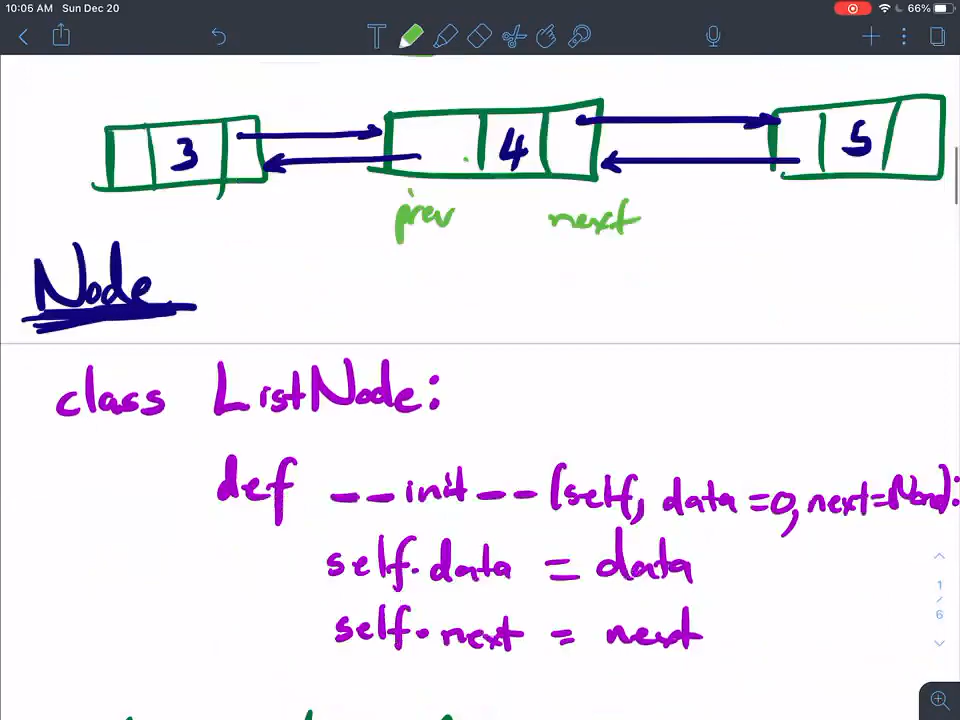 10:05 AM Sun Dec 20 66%
3 4 5
prev next
Node
class ListNode:
def __init__(self, data=0, next=None):
self.data = data
self.next = next
1
/
6